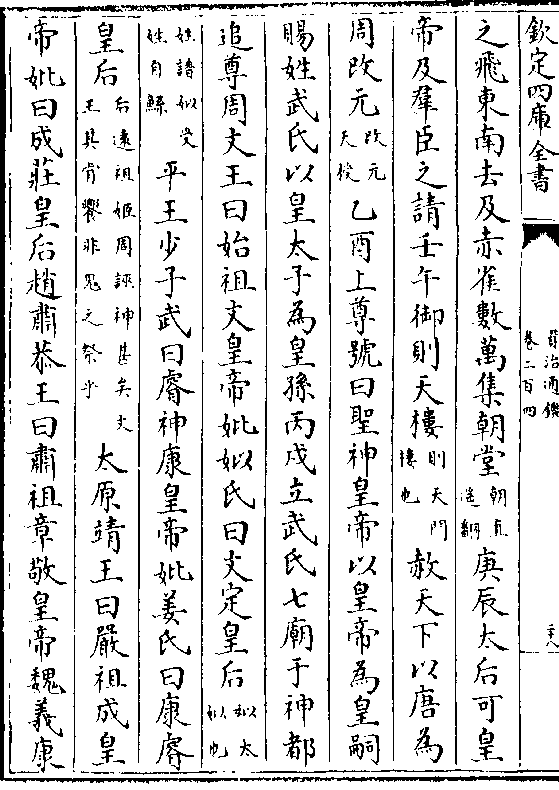 欽定四庫全書
資治通鑑
卷二百四
之飛東南去及赤雀數萬集朝堂朝直遥翻庚辰太后可皇
帝及羣臣之請壬午御則天樓則天門樓也赦天下以唐為
周改元改元天授乙酉上尊號曰聖神皇帝以皇帝為皇嗣
賜姓武氏以皇太子為皇孫丙戌立武氏七廟于神都
追尊周文王曰始祖文皇帝妣姒氏曰文定皇后姒太姒也
姓譜姒受姓自鯀平王少子武曰睿神康皇帝妣姜氏曰康睿
皇后后遠祖姬周誣神甚矣文王其肯饗非鬼之祭乎太原靖王曰嚴祖成皇
帝妣曰成莊皇后趙肅恭王曰肅祖章敬皇帝魏義康